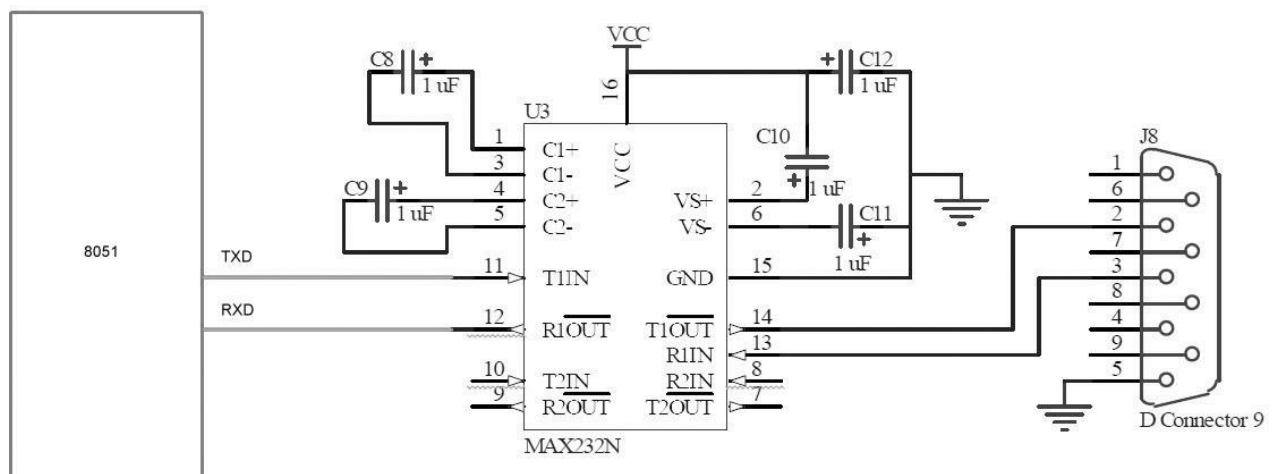 VCC
C8
+
1 uF
16
+
C12
1 uF
U3
C10
+
1 uF
J8
1
C1+
3
C1-
VCC
C9
+
1 uF
4
C2+
5
C2-
2
VS+
6
VS-
C11
+
1 uF
8051
TXD
11
T1IN
GND
15
RXD
12
R1OUT
T1OUT
14
R1IN
13
10
T2IN
R2IN
8
9
R2OUT
T2OUT
7
MAX232N
1
6
2
7
3
8
4
9
5
D Connector 9